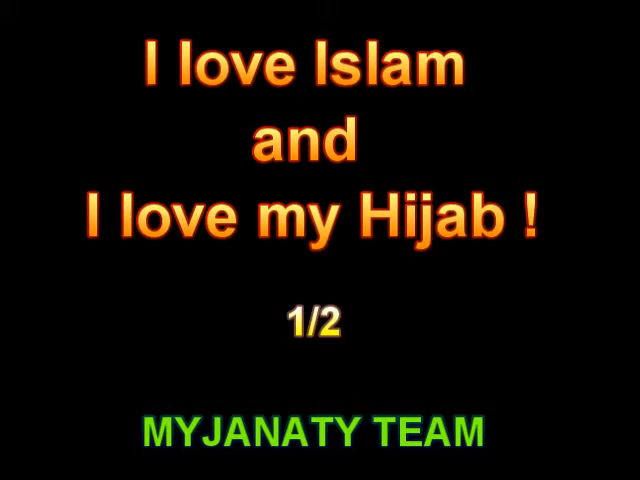 I love Islam
and
I love my Hijab !
1/2
MYJANATY TEAM